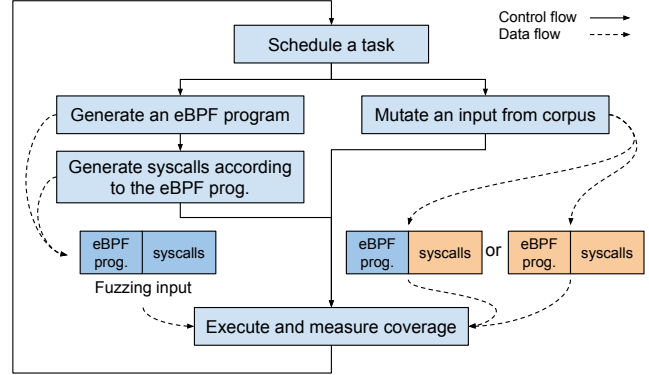 Control flow
Data flow
Schedule a task
Generate an eBPF program
Mutate an input from corpus
Generate syscalls according
to the eBPF prog.
eBPF
prog.
syscalls
Fuzzing input
eBPF
prog.
syscalls
or
eBPF
prog.
syscalls
Execute and measure coverage